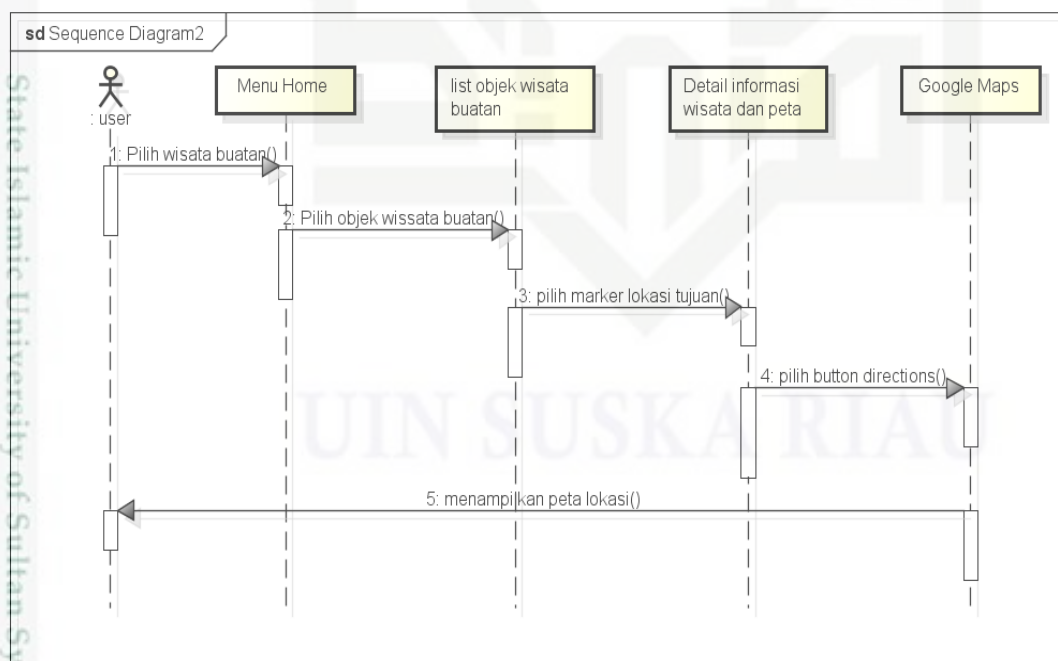 sd Sequence Diagram2
: user
Menu Home
list objek wisata
buatan
Detail informasi
wisata dan peta
Google Maps
1: Pilih wisata buatan()
2: Pilih objek wissata buatan()
3: pilih marker lokasi tujuan()
4: pilih button directions()
5: menampilkan peta lokasi()
UIN SUSKA RIAU
State Islamic University of Sultan Sy